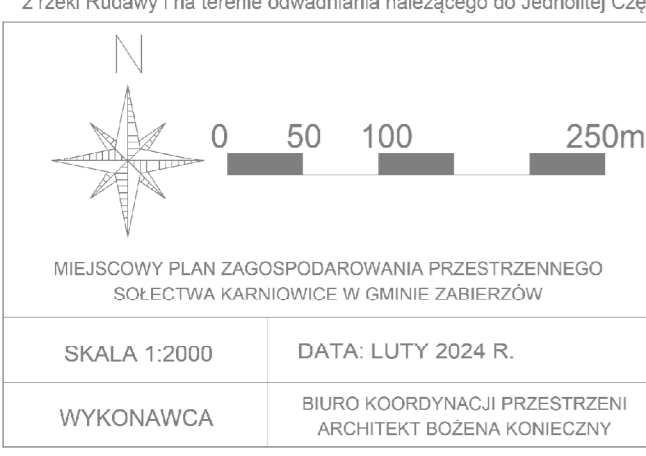 z rzeki Rudawy i na terenie odwadniania należącego do Jednolitej Czę
N
0 50 100 250m
MIEJSCOWY PLAN ZAGOSPODAROWANIA PRZESTRZENNEGO
SOŁECTWA KARNIOWICE W GMINIE ZABIERZÓW
SKALA 1:2000
DATA: LUTY 2024 R.
WYKONAWCA
BIURO KOORDYNACJI PRZESTRZENI
ARCHITEKT BOŻENA KONIECZNY